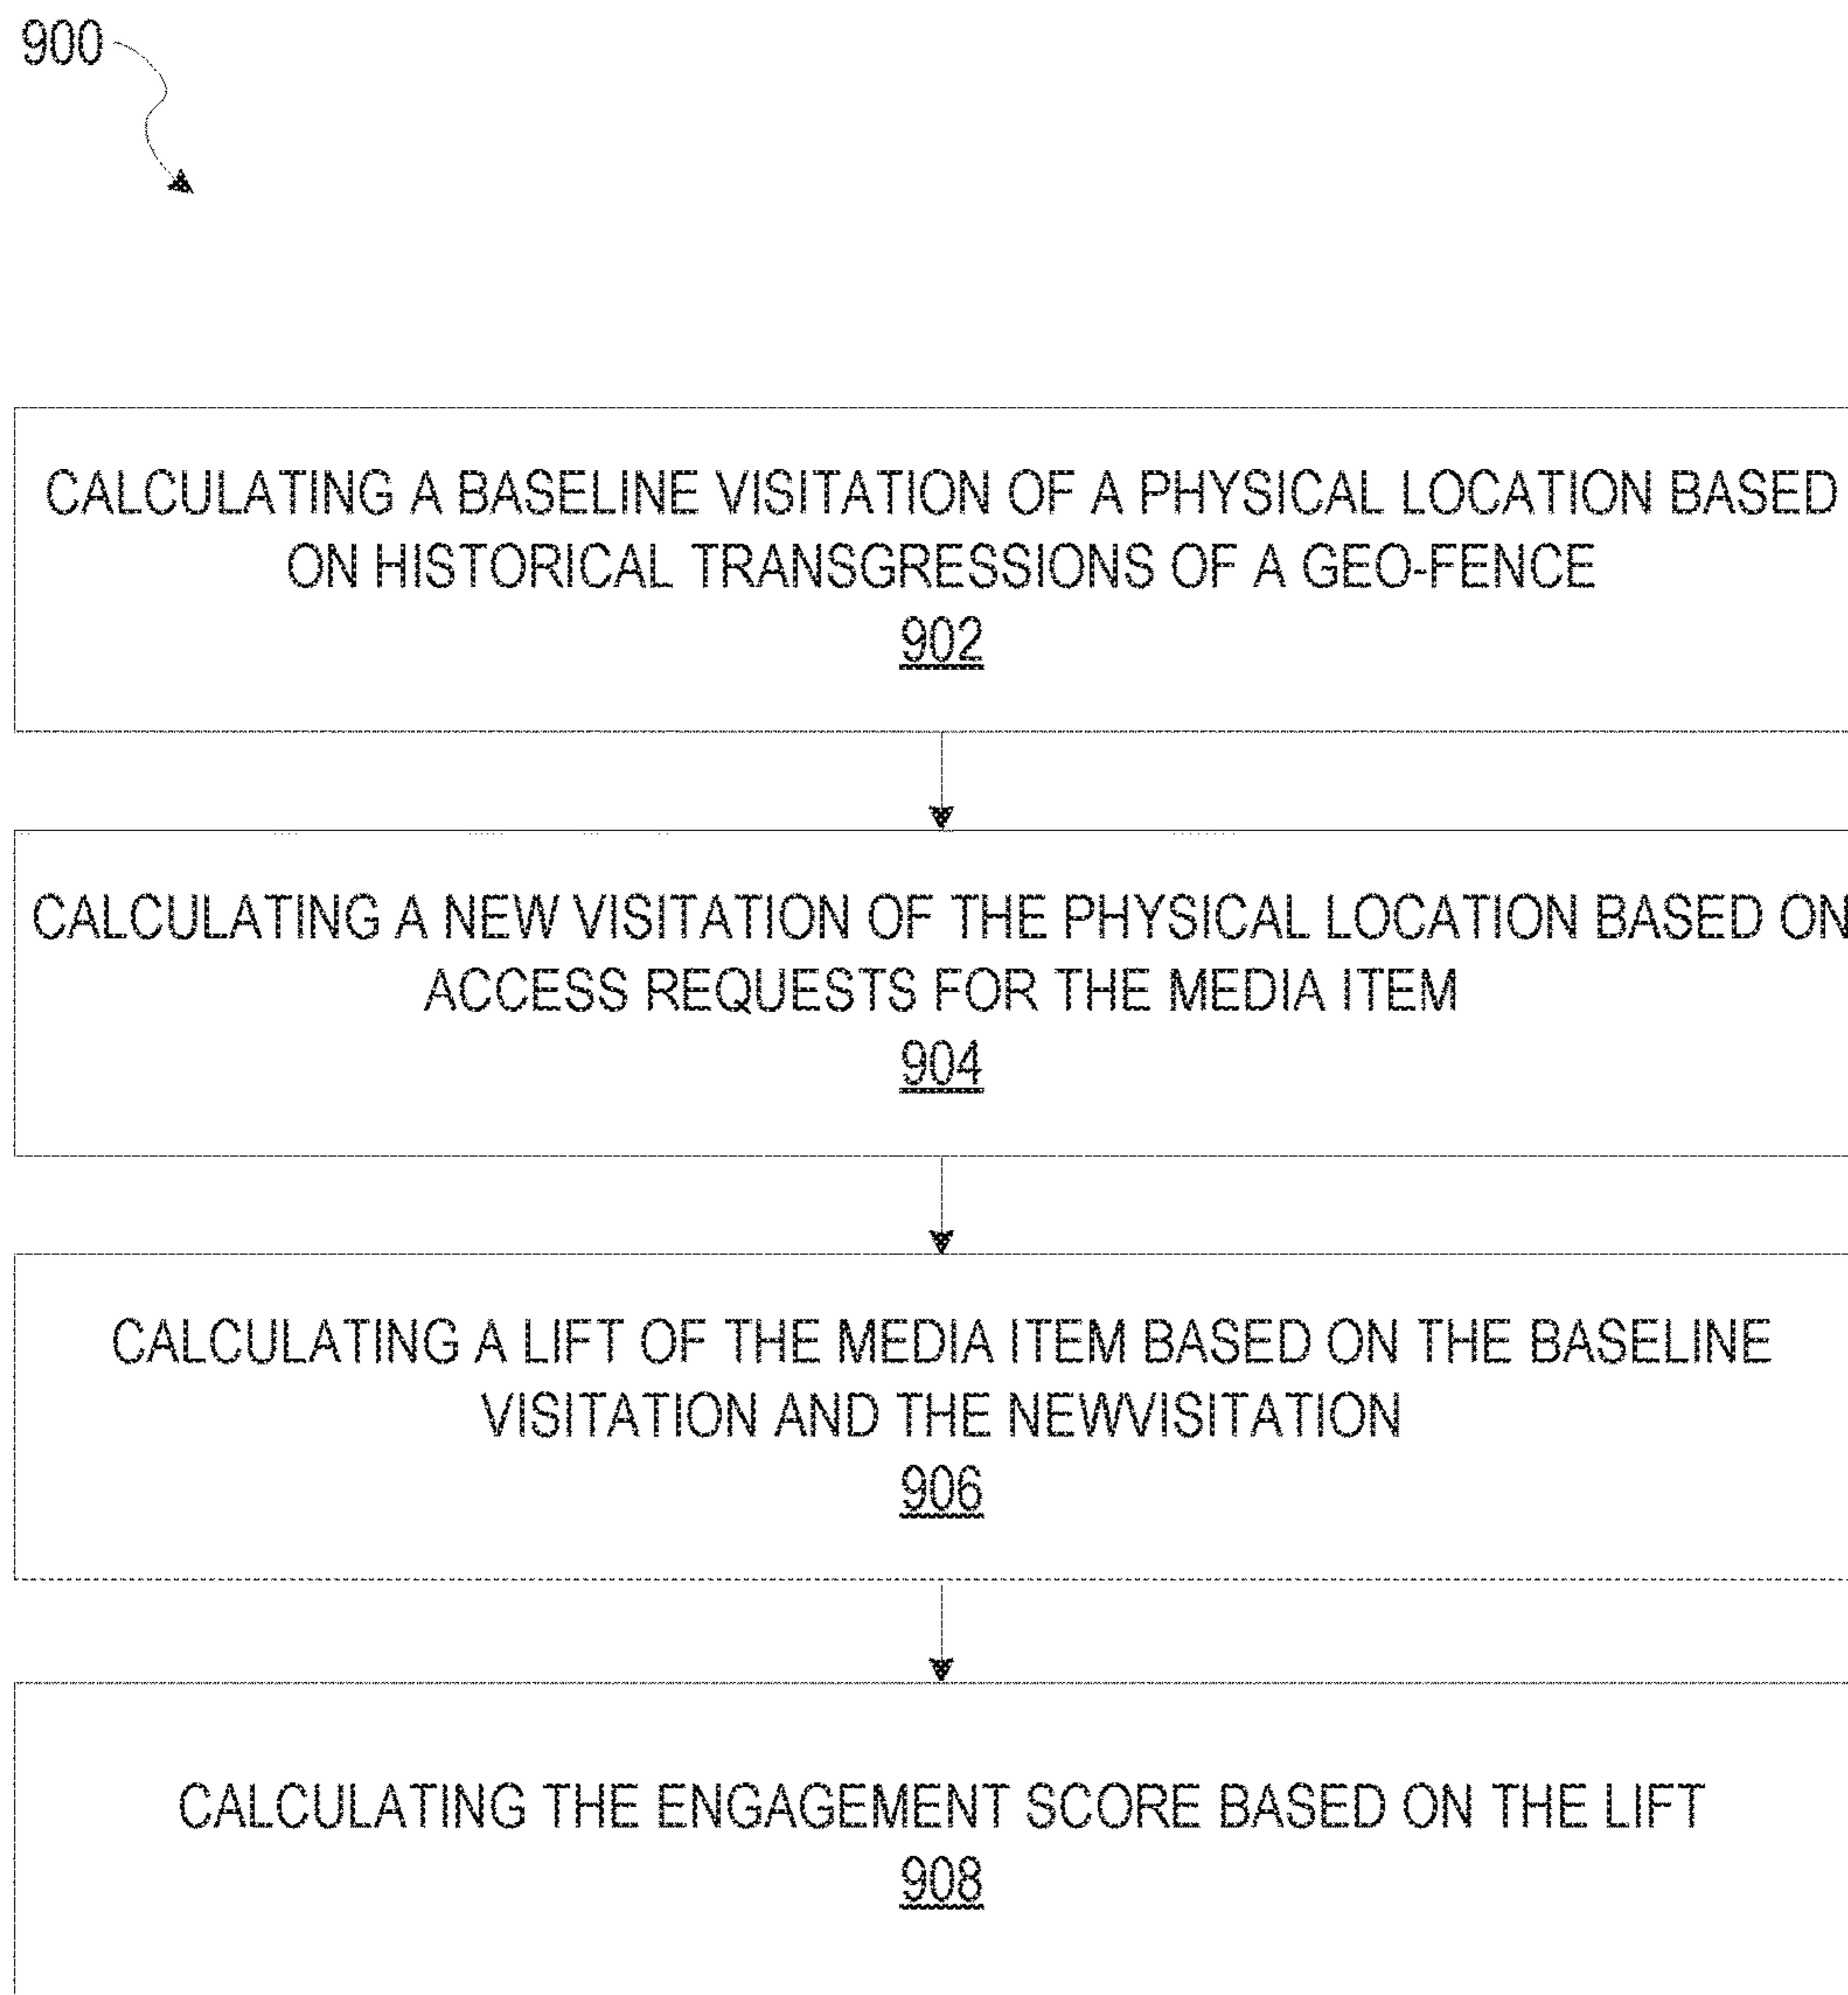 900
CALCULATING A BASELINE VISITATION OF A PHYSICAL LOCATION BASED
ON HISTORICAL TRANSGRESSIONS OF A GEO-FENCE
902
CALCULATING A NEW VISITATION OF THE PHYSICAL LOCATION BASED ON
ACCESS REQUESTS FOR THE MEDIA ITEM
904
CALCULATING A LIFT OF THE MEDIA ITEM BASED ON THE BASELINE
VISITATION AND THE NEWVISITATION
906
CALCULATING THE ENGAGEMENT SCORE BASED ON THE LIFT
908